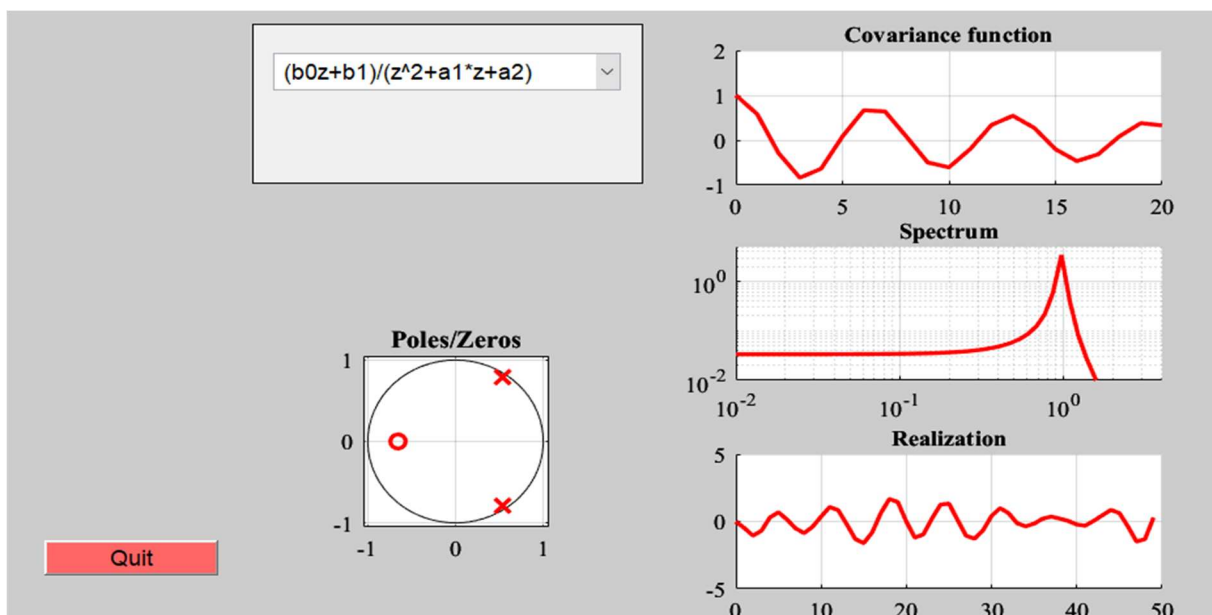 (b0z+b1)/(z^2+a1*z+a2)
Covariance function
2
1
0
-1
0 5 10 15 20
Spectrum
10^0
10^-2
10^-2 10^-1 10^0
Poles/Zeros
1
0
-1
-1 0 1
Realization
5
0
-5
0 10 20 30 40 50
Quit